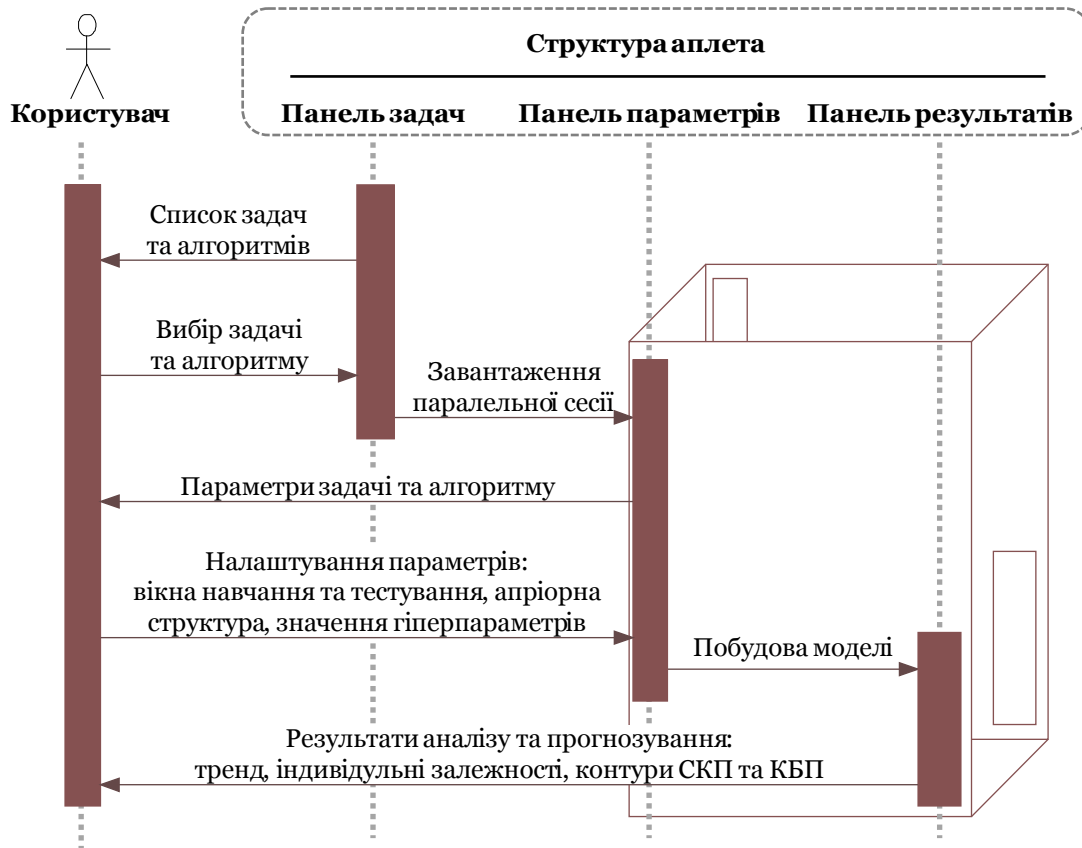 Структура аплета
Користувач
Панель задач
Панель параметрів
Панель результатів
Список задач
та алгоритмів
Вибір задачі
та алгоритму
Завантаження
паралельної сесії
Параметри задачі та алгоритму
Налаштування параметрів:
вікна навчання та тестування, апріорна
структура, значення гіперпараметрів
Побудова моделі
Результати аналізу та прогнозування:
тренд, індивідульні залежності, контури СКП та КБП